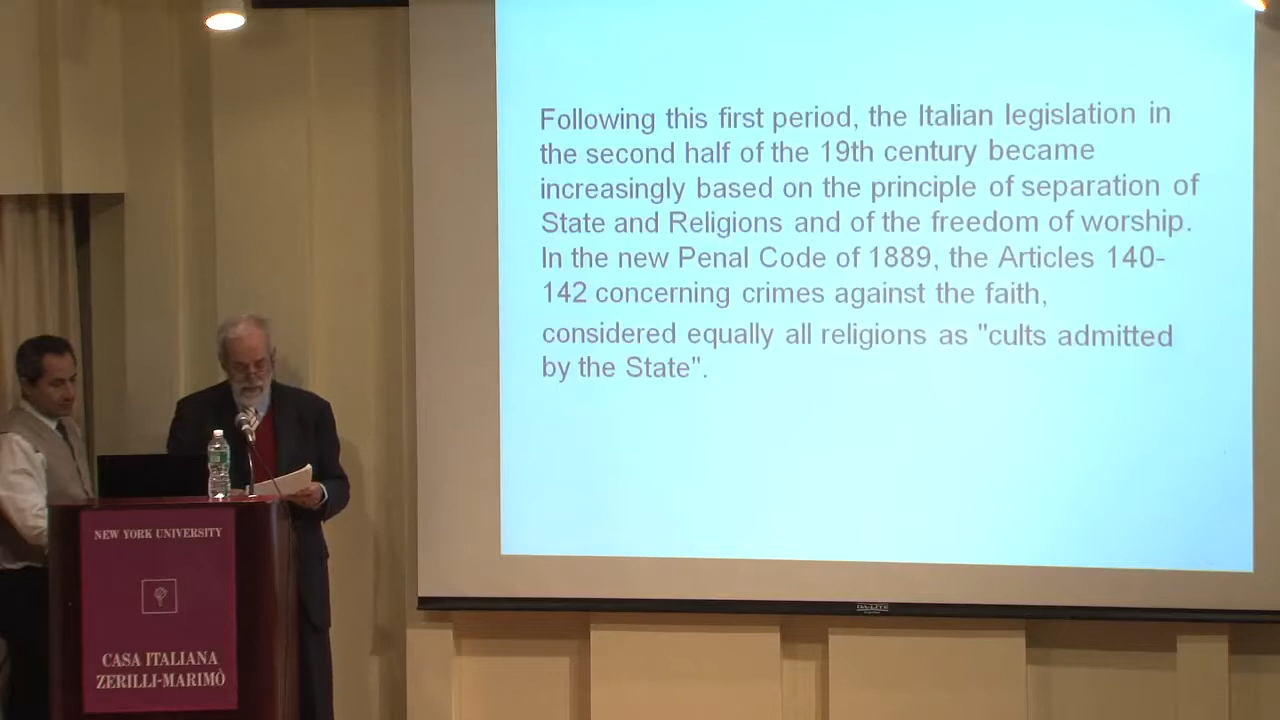 Following this first period, the Italian legislation in
the second half of the 19th century became
increasingly based on the principle of separation of
State and Religions and of the freedom of worship.
In the new Penal Code of 1889, the Articles 140-
142 concerning crimes against the faith,
considered equally all religions as "cults admitted
by the State".
NEW YORK UNIVERSITY
CASA ITALIANA
ZERILLI-MARIMÒ
DA-LITE